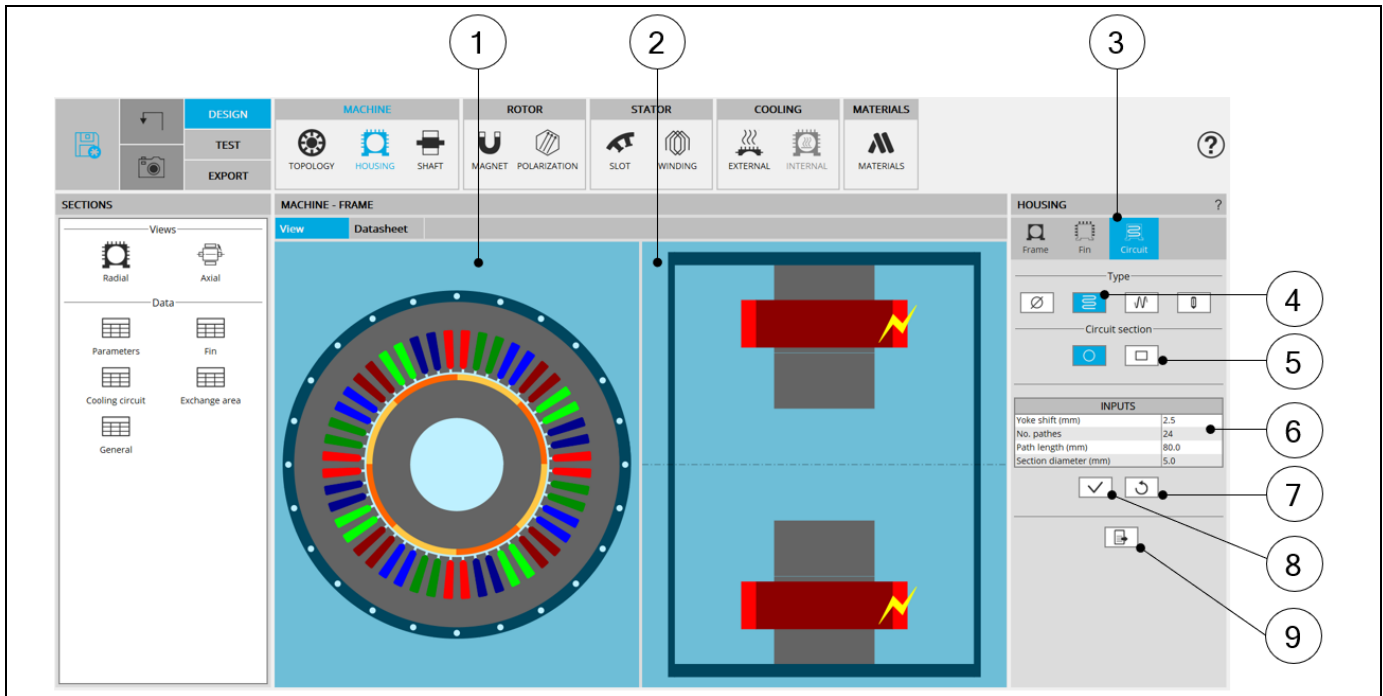 1
2
3
DESIGN
TEST
EXPORT
MACHINE
ROTOR
STATOR
COOLING
MATERIALS
TOPOLOGY
HOUSING
SHAFT
MAGNET
POLARIZATION
SLOT
WINDING
EXTERNAL
INTERNAL
MATERIALS
?
SECTIONS
Views
Radial
Axial
Data
Parameters
Fin
Cooling circuit
Exchange area
General
MACHINE - FRAME
View
Datasheet
HOUSING
?
Frame
Fin
Circuit
Type
4
Circuit section
5
INPUTS
Yoke shift (mm) 2.5
No. pathes 24
Path length (mm) 80.0
Section diameter (mm) 5.0
6
7
8
9